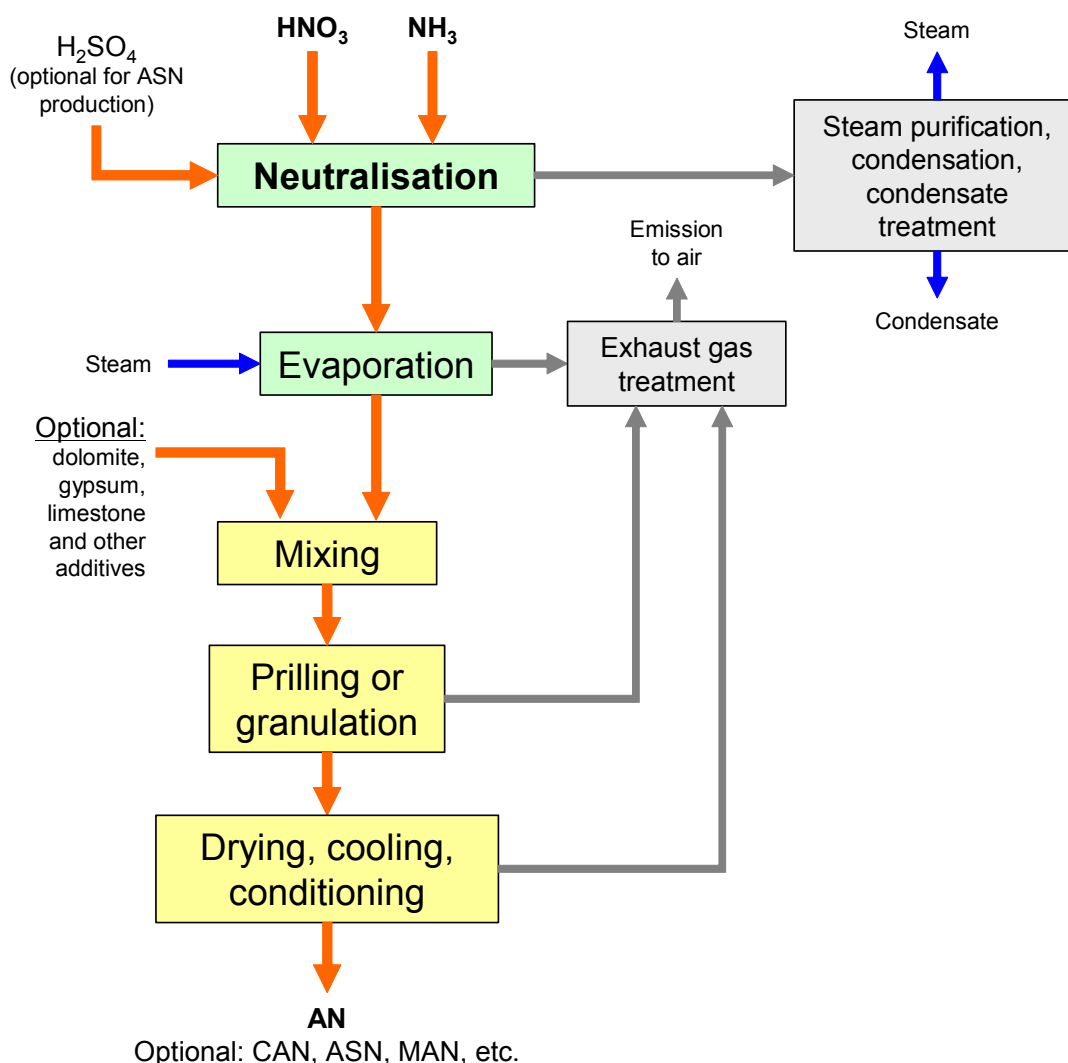 H₂SO₄
(optional for ASN
production)
HNO₃
NH₃
Steam
Neutralisation
Steam purification,
condensation,
condensate
treatment
Emission
to air
Condensate
Steam
Evaporation
Exhaust gas
treatment
Optional:
dolomite,
gypsum,
limestone
and other
additives
Mixing
Prilling or
granulation
Drying, cooling,
conditioning
AN
Optional: CAN, ASN, MAN, etc.